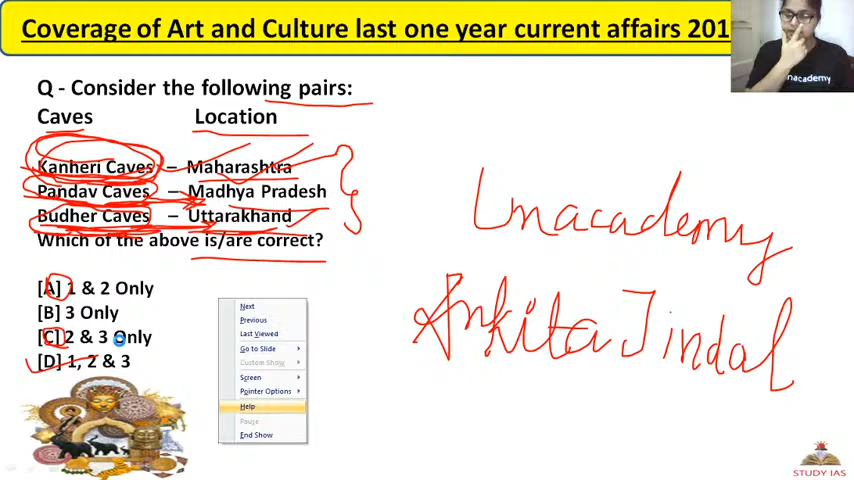 Coverage of Art and Culture last one year current affairs 201
unacademy
Q - Consider the following pairs:
Caves Location
Kanheri Caves – Maharashtra
Pandav Caves – Madhya Pradesh
Budher Caves – Uttarakhand
Which of the above is/are correct?
[A] 1 & 2 Only
[B] 3 Only
[C] 2 & 3 Only
[D] 1, 2 & 3
Unacademy
Ankita Jindal
Next
Previous
Last Viewed
Go to Slide
Custom Show
Screen
Pointer Options
Help
Pause
End Show
STUDY IAS